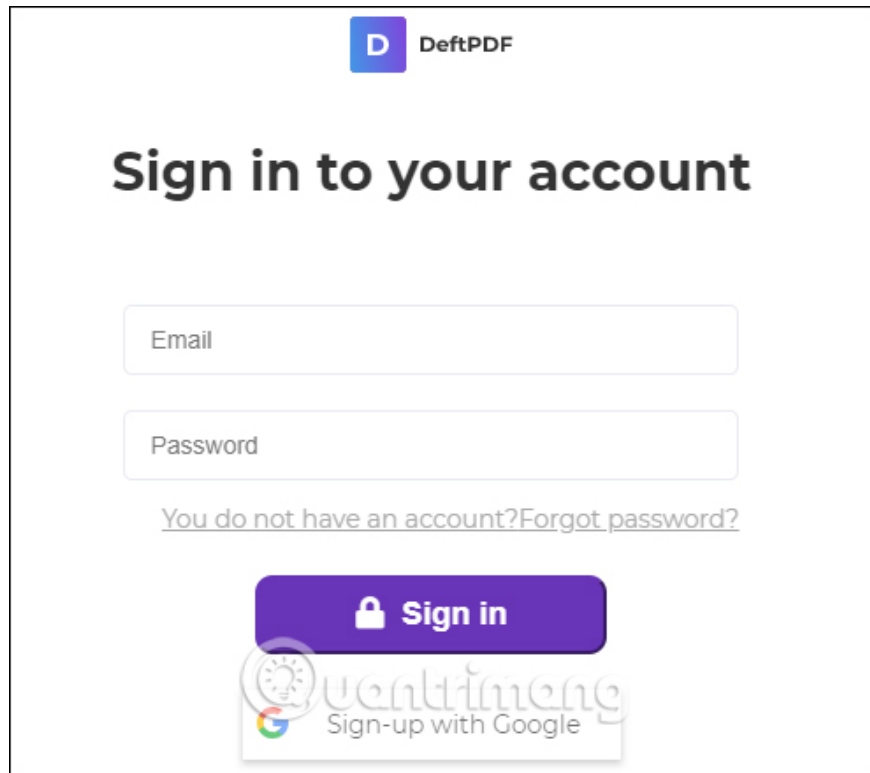 D DeftPDF
Sign in to your account
Email
Password
You do not have an account?Forgot password?
Sign in
Quantrimang
Sign-up with Google